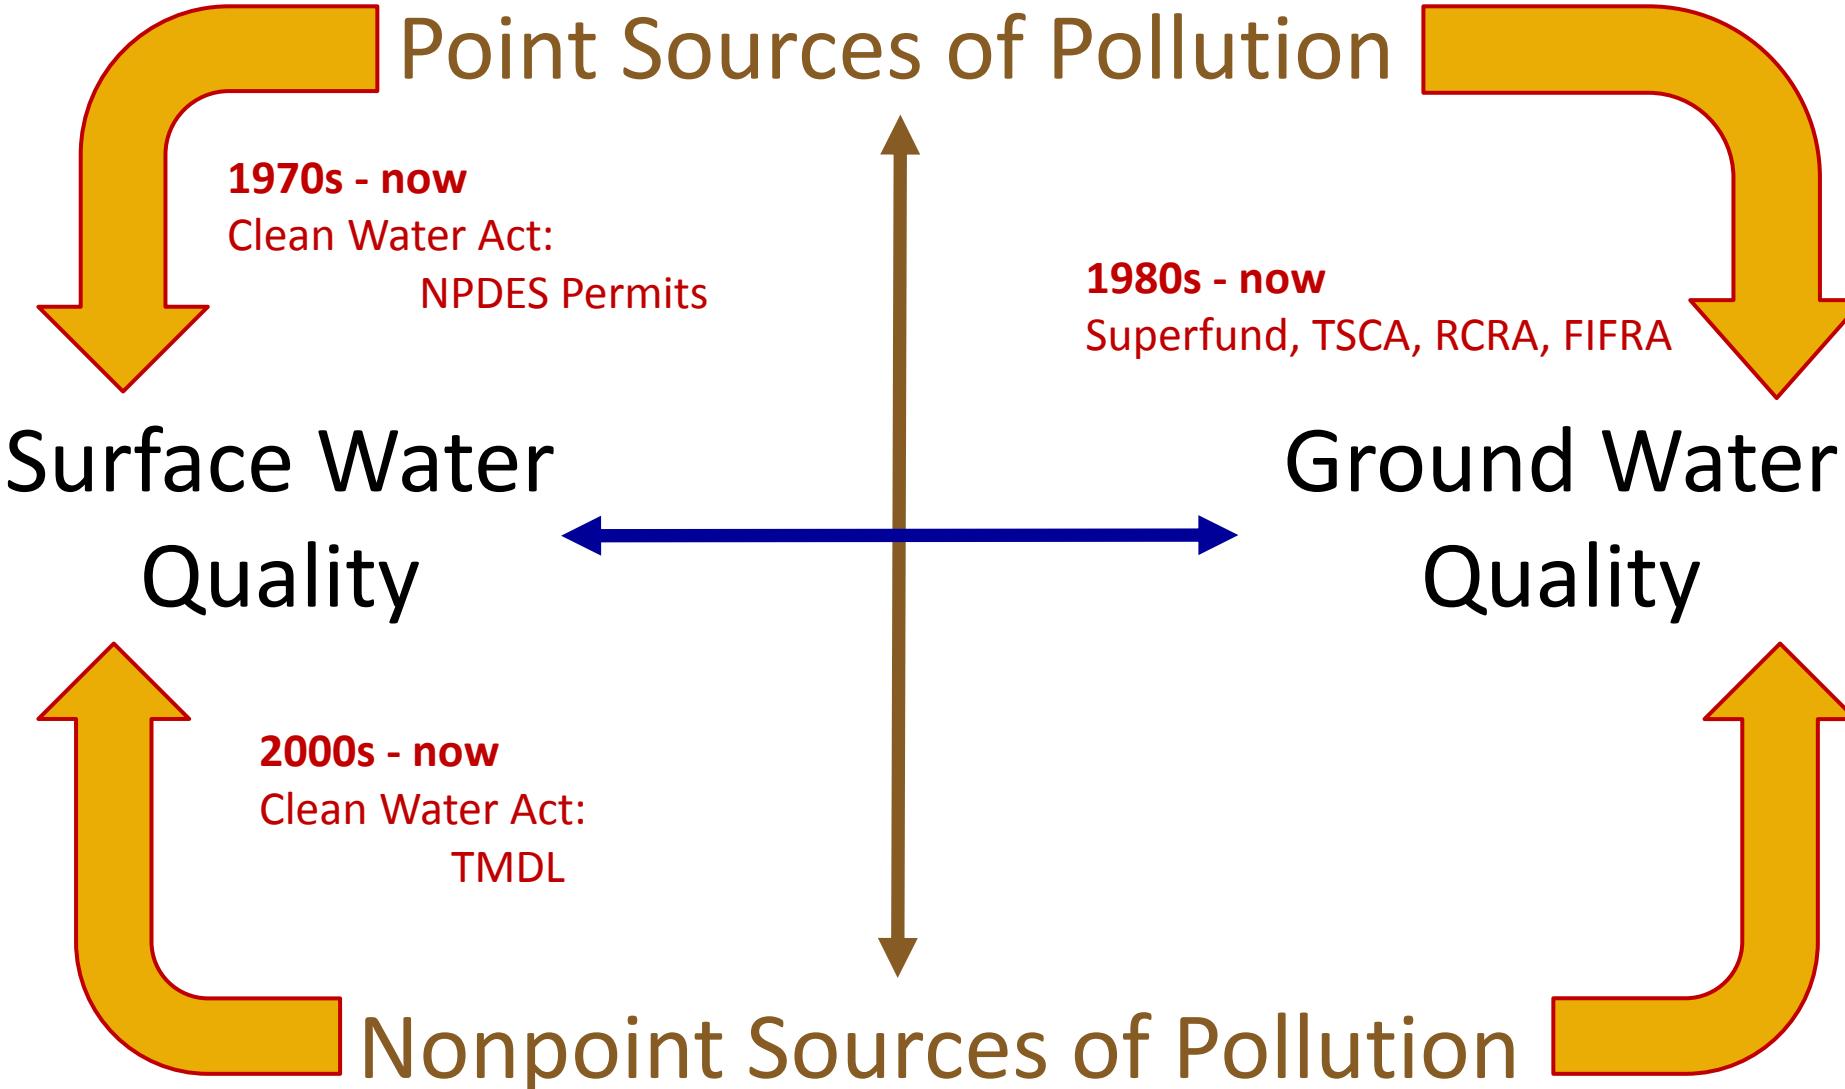 Point Sources of Pollution
1970s - now
Clean Water Act:
NPDES Permits
1980s - now
Superfund, TSCA, RCRA, FIFRA
Surface Water
Quality
Ground Water
Quality
2000s - now
Clean Water Act:
TMDL
Nonpoint Sources of Pollution